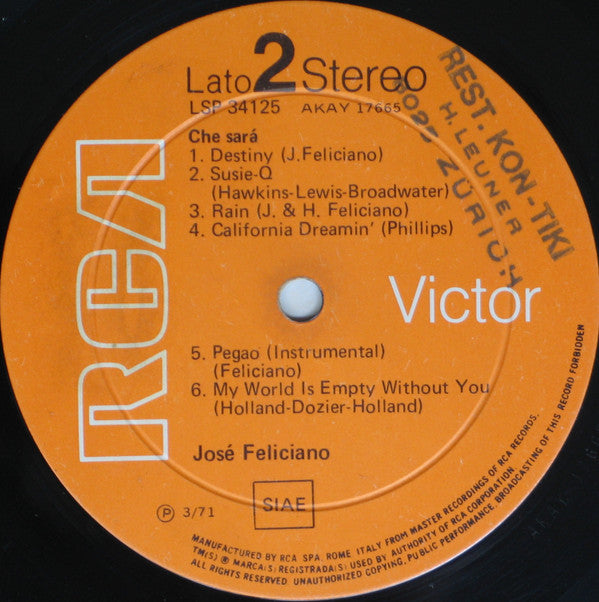 Lato 2 Stereo
LSP 34125 AKAY 17665
Che sará
1. Destiny (J.Feliciano)
2. Susie-Q
(Hawkins-Lewis-Broadwater)
3. Rain (J. & H. Feliciano)
4. California Dreamin' (Phillips)
REST. KON-TIKI
H. LEUNER
8025 ZÜRICH
RCA
Victor
5. Pegao (Instrumental)
(Feliciano)
6. My World Is Empty Without You
(Holland-Dozier-Holland)
José Feliciano
Ⓟ 3/71
SIAE
MANUFACTURED BY RCA SPA. ROME ITALY FROM MASTER RECORDINGS OF RCA RECORDS.
TM(S) ® MARCA(S) REGISTRADA(S) USED BY AUTHORITY OF RCA CORPORATION
ALL RIGHTS RESERVED. UNAUTHORIZED COPYING, PUBLIC PERFORMANCE, BROADCASTING OF THIS RECORD FORBIDDEN